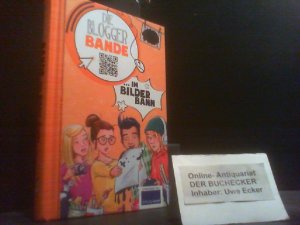 DIE
BLOGGER
BANDE
... IM
BILDER
BANN
Online- Antiquariat
DER BUCHECKER
Inhaber: Uwe Ecker